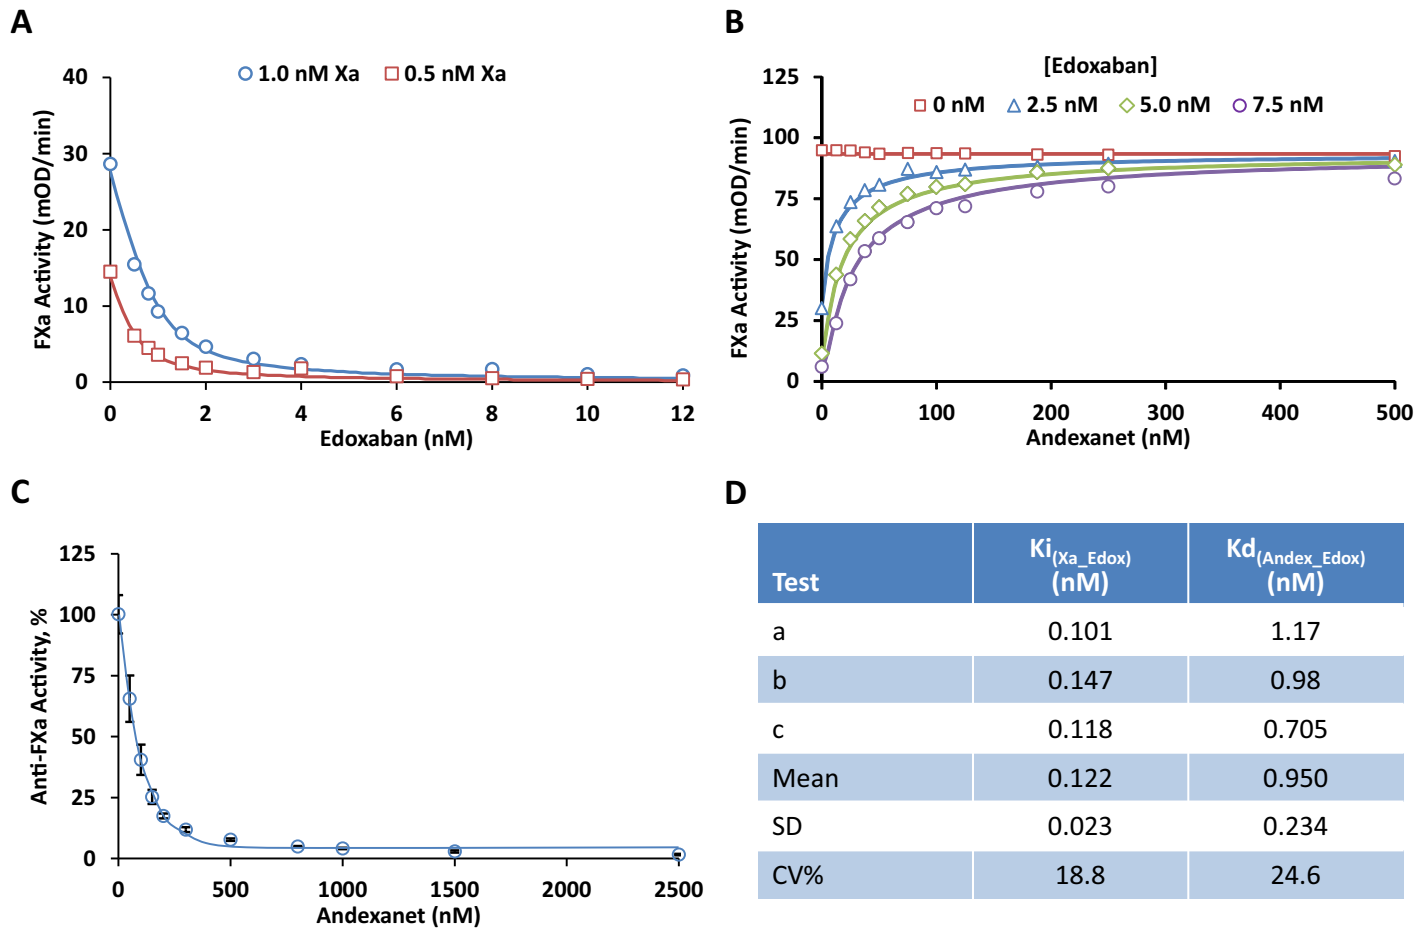 A
1.0 nM Xa 0.5 nM Xa
40
30
20
10
0
FXa Activity (mOD/min)
0 2 4 6 8 10 12
Edoxaban (nM)
B
[Edoxaban]
0 nM 2.5 nM 5.0 nM 7.5 nM
125
100
75
50
25
0
FXa Activity (mOD/min)
0 100 200 300 400 500
Andexanet (nM)
C
125
100
75
50
25
0
Anti-FXa Activity, %
0 500 1000 1500 2000 2500
Andexanet (nM)
D
Test Ki(Xa_Edox) (nM) Kd(Andex_Edox) (nM)
a 0.101 1.17
b 0.147 0.98
c 0.118 0.705
Mean 0.122 0.950
SD 0.023 0.234
CV% 18.8 24.6